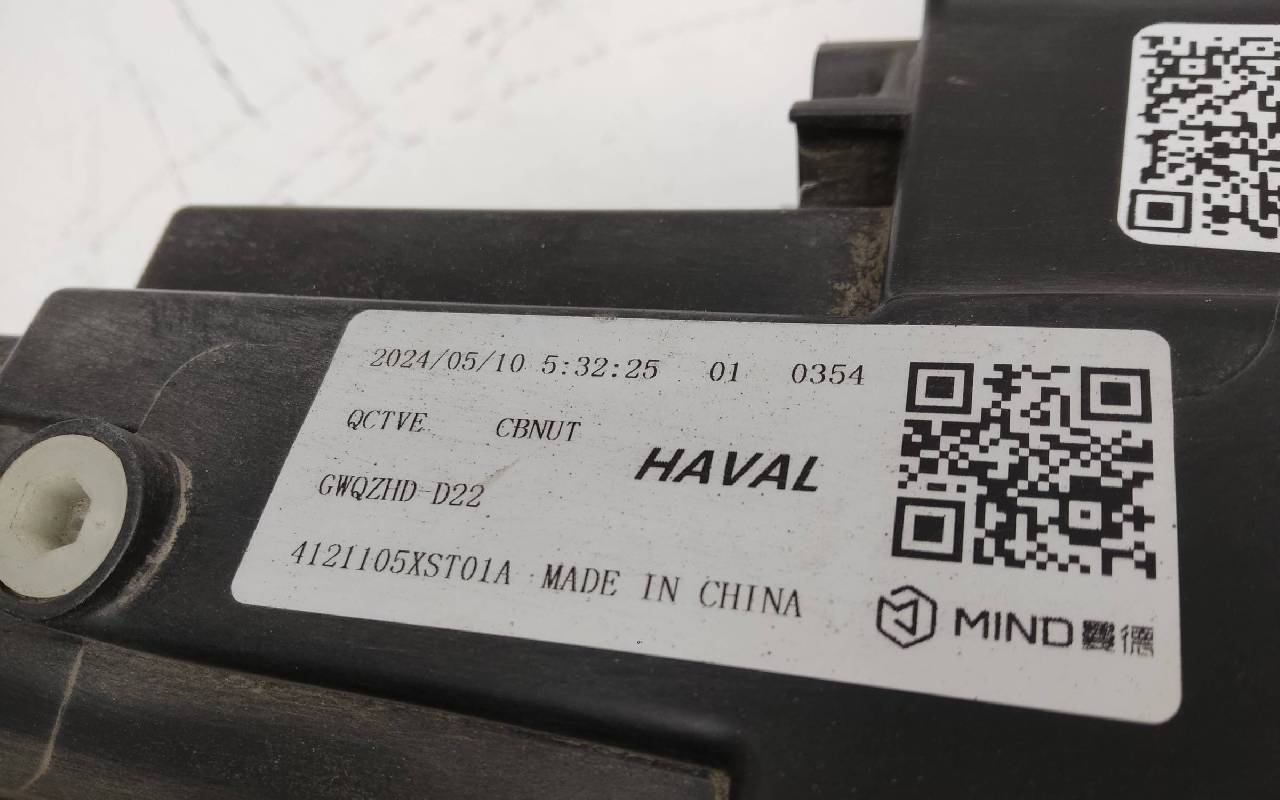 2024/05/10 5:32:25 01 0354
QCTVE CBNUT
HAVAL
GWQZHD-D22
4121105XST01A MADE IN CHINA
MIND